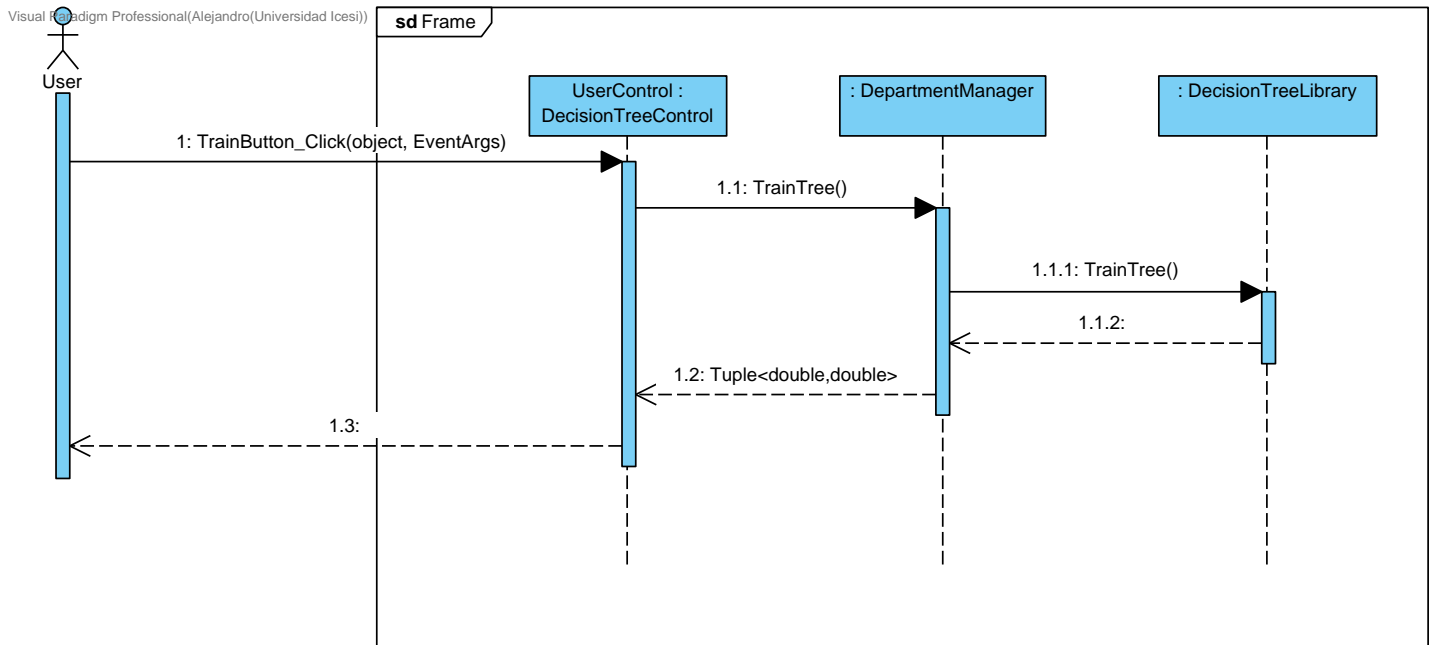 Visual Paradigm Professional(Alejandro(Universidad Icesi))
sd Frame
User
UserControl :
DecisionTreeControl
: DepartmentManager
: DecisionTreeLibrary
1: TrainButton_Click(object, EventArgs)
1.1: TrainTree()
1.1.1: TrainTree()
1.1.2:
1.2: Tuple<double,double>
1.3: